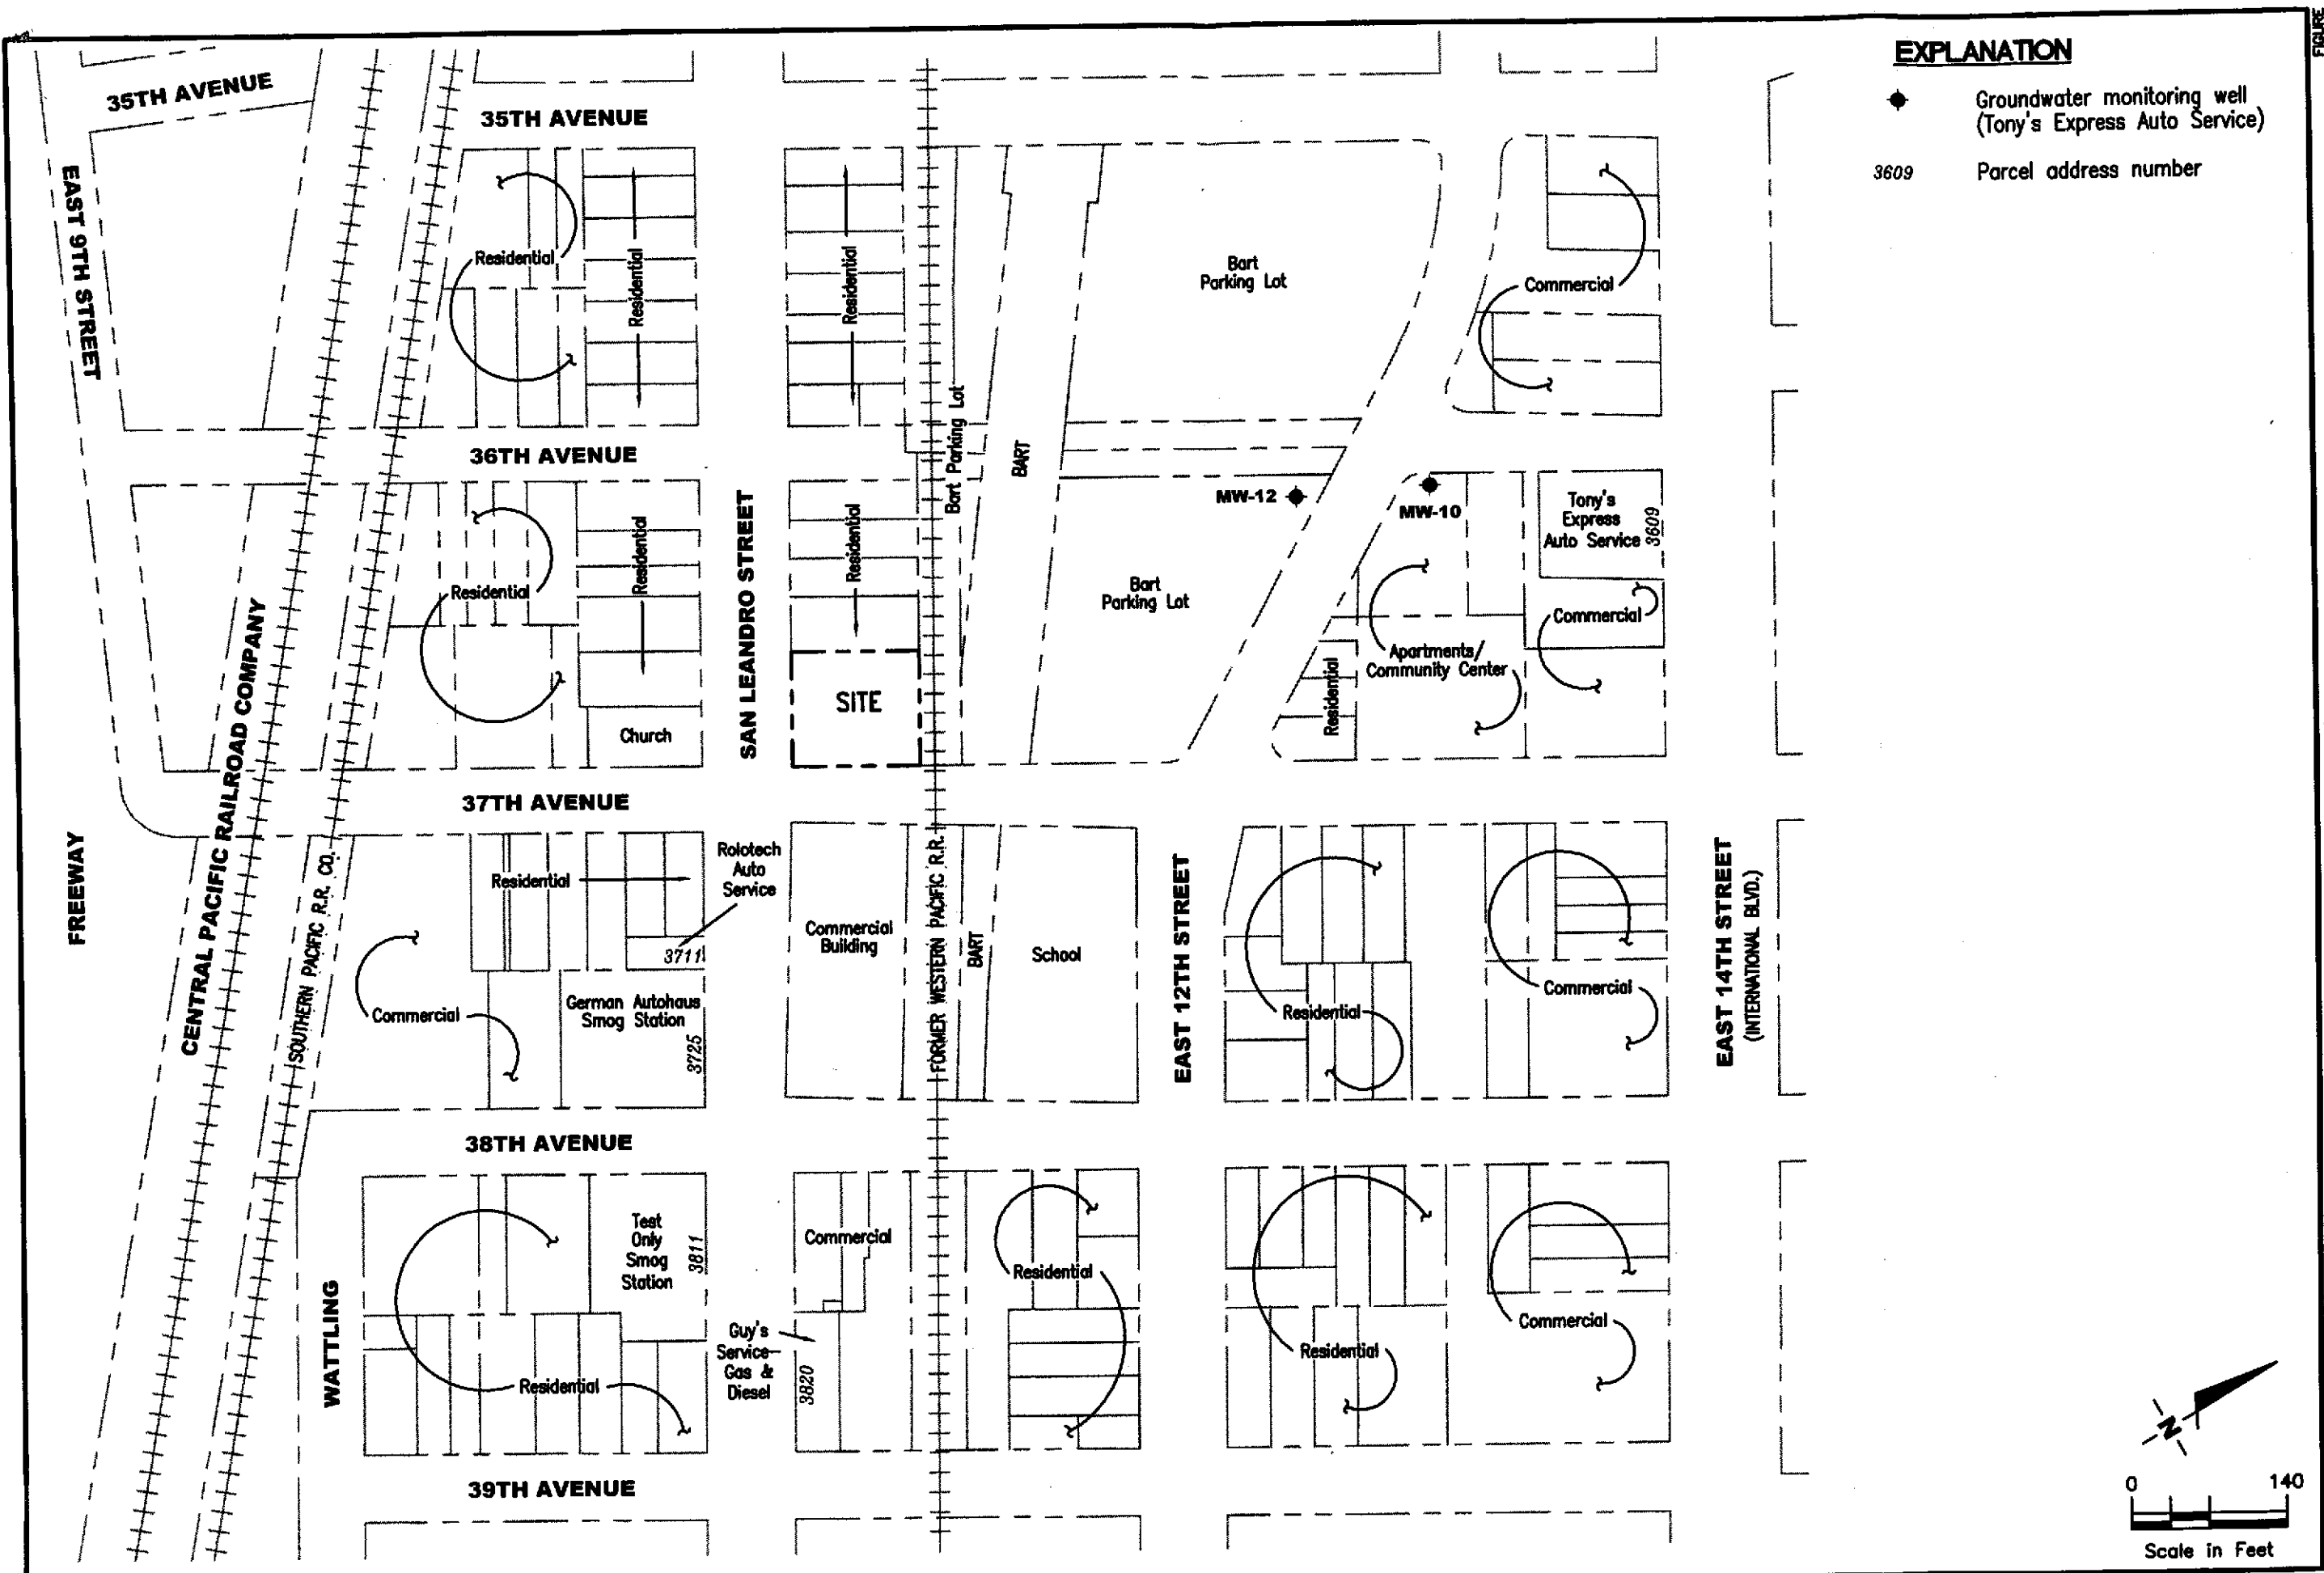 FIGURE
EXPLANATION
Groundwater monitoring well
(Tony's Express Auto Service)
3609
Parcel address number
35TH AVENUE
35TH AVENUE
EAST 9TH STREET
Residential
Residential
Residential
Bart
Parking Lot
Commercial
Bart Parking Lot
BART
36TH AVENUE
MW-12
MW-10
Tony's
Express
Auto Service
3609
Residential
Residential
SAN LEANDRO STREET
Residential
Bart
Parking Lot
Commercial
Apartments/
Community Center
Residential
SITE
Church
CENTRAL PACIFIC RAILROAD COMPANY
37TH AVENUE
FREEWAY
SOUTHERN PACIFIC R.R. CO.
Residential
Rolotech
Auto
Service
3711
Commercial
German Autohaus
Smog Station
3725
Commercial
Building
FORMER WESTERN PACIFIC R.R.
BART
School
EAST 12TH STREET
Residential
Commercial
EAST 14TH STREET
(INTERNATIONAL BLVD.)
38TH AVENUE
WATTLING
Test
Only
Smog
Station
3811
Commercial
Residential
Guy's
Service-
Gas &
Diesel
3820
Residential
Residential
Commercial
39TH AVENUE
N
0 140
Scale in Feet